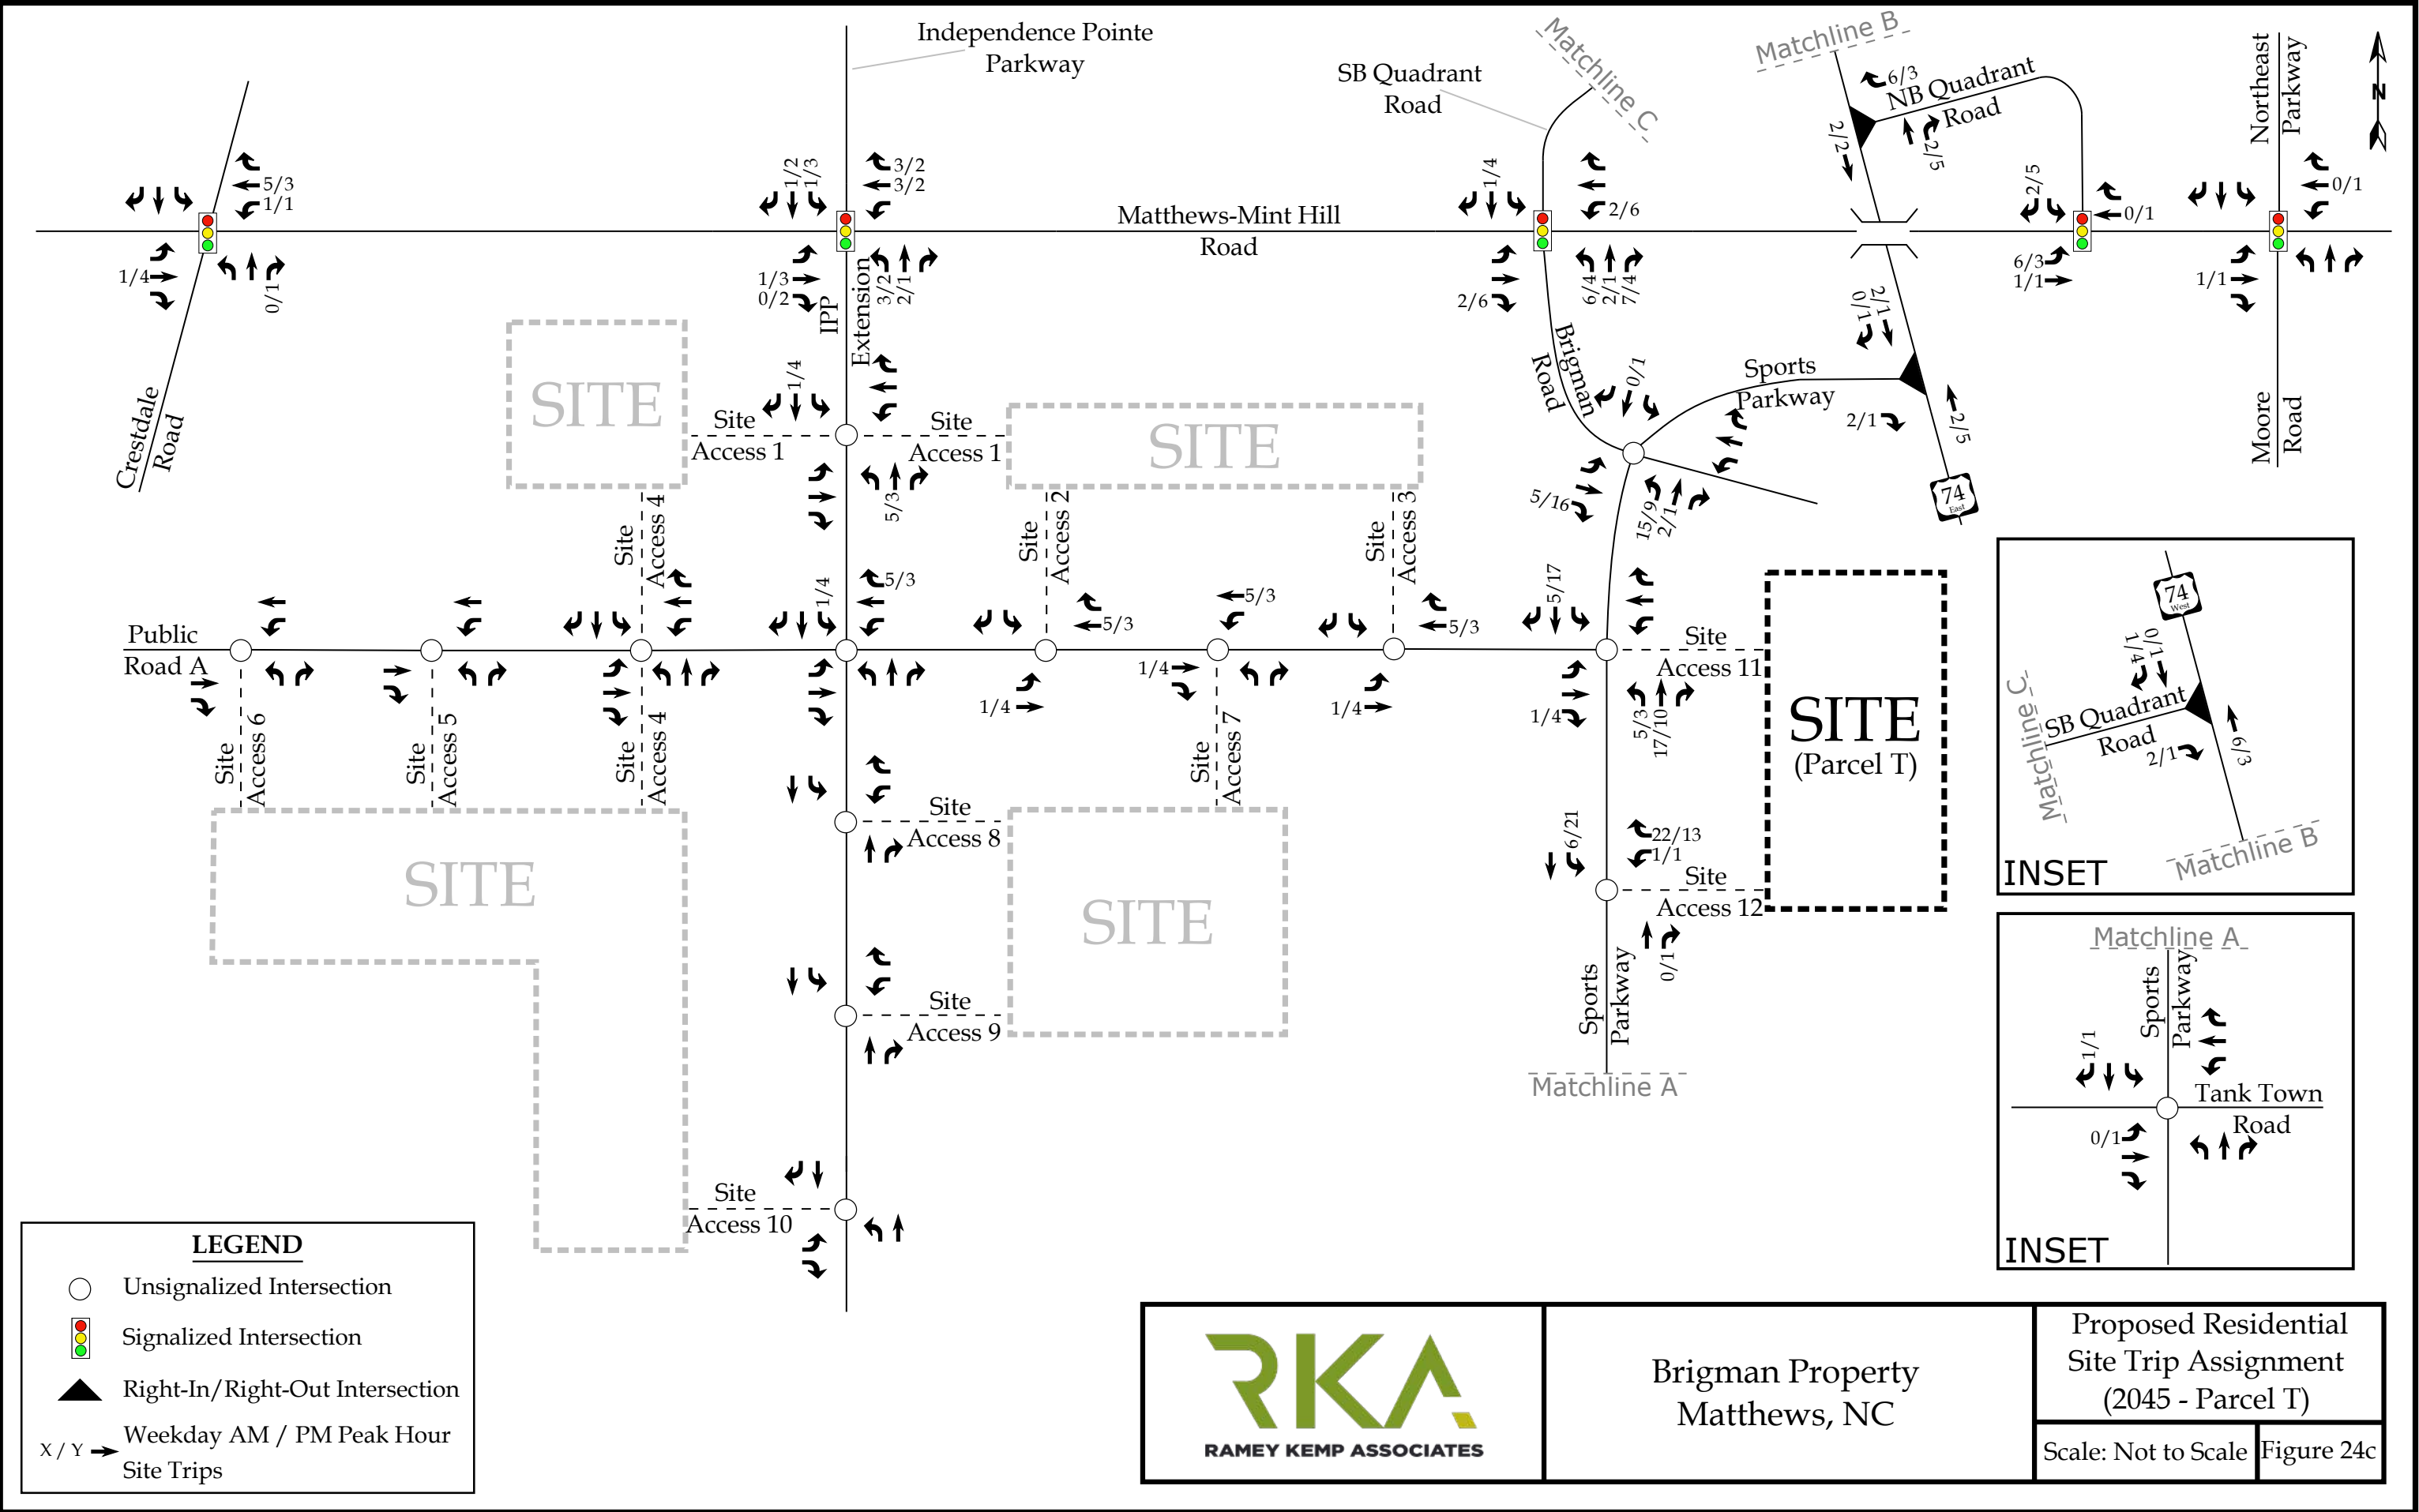 Independence Pointe
Parkway
SB Quadrant
Road
Matchline C
Matchline B
6/3
NB Quadrant
Road
2/2
2/5
Northeast
Parkway
N
5/3
1/1
1/4
0/1
Crestdale
Road
1/2
1/3
3/2
3/2
1/3
0/2
3/2
2/1
IPP
Extension
Matthews-Mint Hill
Road
1/4
2/6
2/6
6/4
2/1
7/4
Brigman
Road
2/5
0/1
6/3
1/1
0/1
1/1
Moore
Road
2/1
0/1
Sports
Parkway
2/1
2/5
74
East
0/1
5/16
15/9
2/1
SITE
Site
Access 1
Site
Access 1
SITE
1/4
5/3
Site
Access 4
Site
Access 2
Site
Access 3
Public
Road A
1/4
5/3
5/3
5/3
5/3
5/17
1/4
1/4
1/4
1/4
5/3
17/10
Site
Access 11
SITE
(Parcel T)
Site
Access 6
Site
Access 5
Site
Access 4
Site
Access 7
Site
Access 8
SITE
SITE
Site
Access 9
Site
Access 10
6/21
22/13
1/1
Site
Access 12
0/1
Sports
Parkway
Matchline A
74
West
0/1
1/4
Matchline C
SB Quadrant
Road
2/1
6/3
Matchline B
INSET
Matchline A
Sports
Parkway
1/1
Tank Town
Road
0/1
INSET
LEGEND
Unsignalized Intersection
Signalized Intersection
Right-In/Right-Out Intersection
X / Y
Weekday AM / PM Peak Hour
Site Trips
RKA
RAMEY KEMP ASSOCIATES
Brigman Property
Matthews, NC
Proposed Residential
Site Trip Assignment
(2045 - Parcel T)
Scale: Not to Scale
Figure 24c